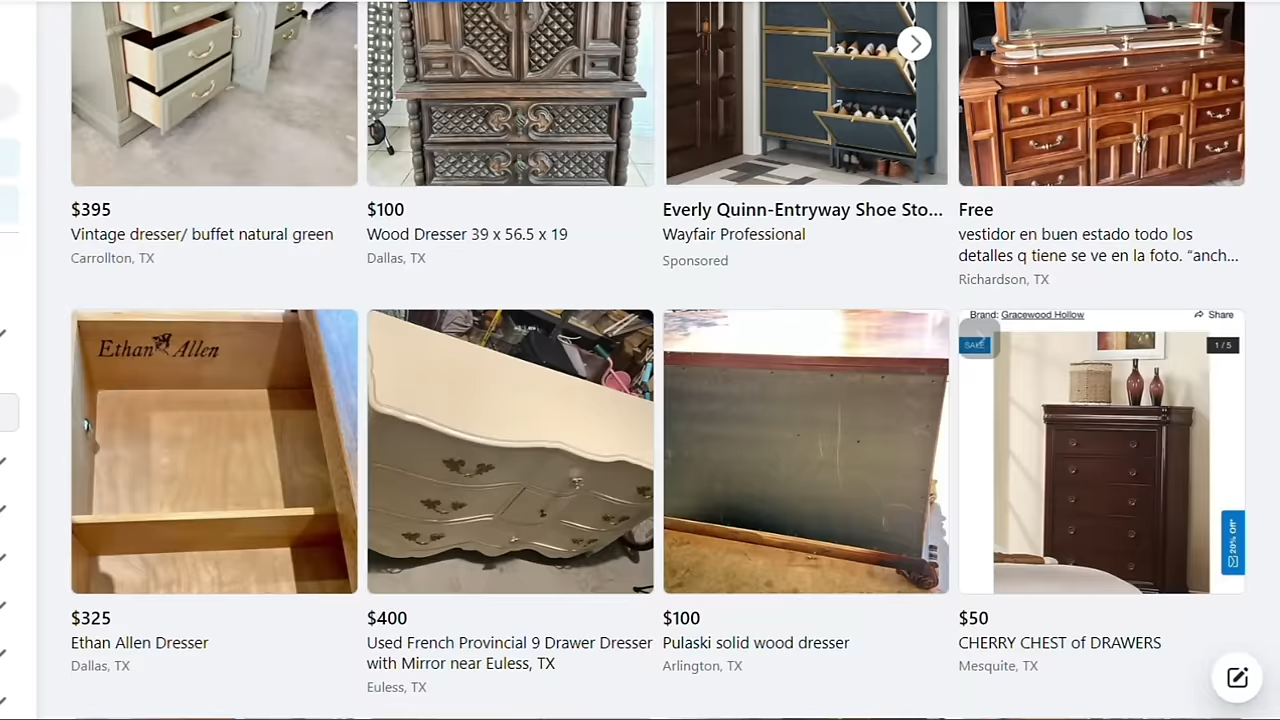 $395
Vintage dresser/ buffet natural green
Carrollton, TX
$100
Wood Dresser 39 x 56.5 x 19
Dallas, TX
Everly Quinn-Entryway Shoe Sto...
Wayfair Professional
Sponsored
Free
vestidor en buen estado todo los
detalles q tiene se ve en la foto. “anch...
Richardson, TX
Ethan Allen
$325
Ethan Allen Dresser
Dallas, TX
$400
Used French Provincial 9 Drawer Dresser
with Mirror near Euless, TX
Euless, TX
$100
Pulaski solid wood dresser
Arlington, TX
Brand: Gracewood Hollow
Share
SALE
1 / 5
20% Off*
$50
CHERRY CHEST of DRAWERS
Mesquite, TX